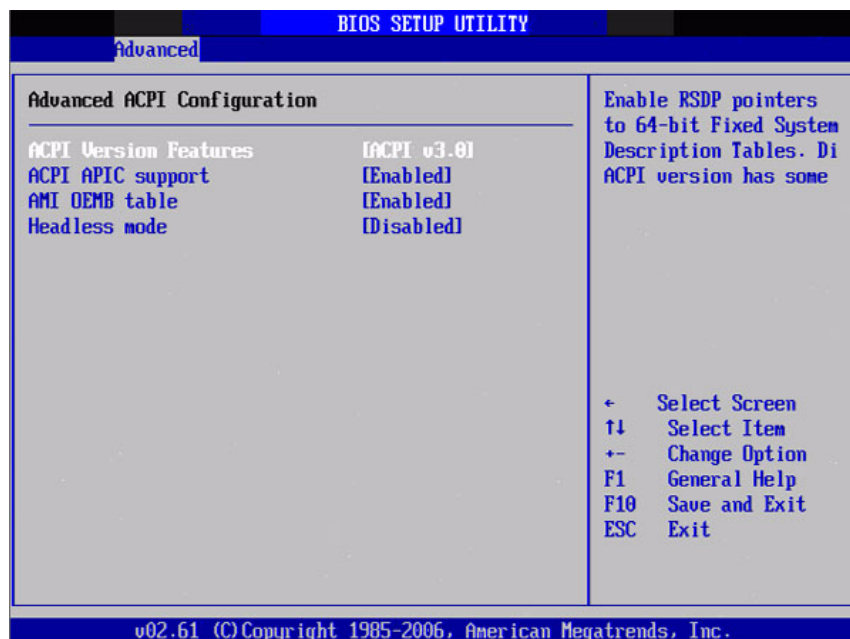 BIOS SETUP UTILITY
Advanced
Advanced ACPI Configuration
ACPI Version Features [ACPI v3.0]
ACPI APIC support [Enabled]
AMI OEMB table [Enabled]
Headless mode [Disabled]
Enable RSDP pointers
to 64-bit Fixed System
Description Tables. Di
ACPI version has some
← Select Screen
↑↓ Select Item
+- Change Option
F1 General Help
F10 Save and Exit
ESC Exit
v02.61 (C)Copyright 1985-2006, American Megatrends, Inc.